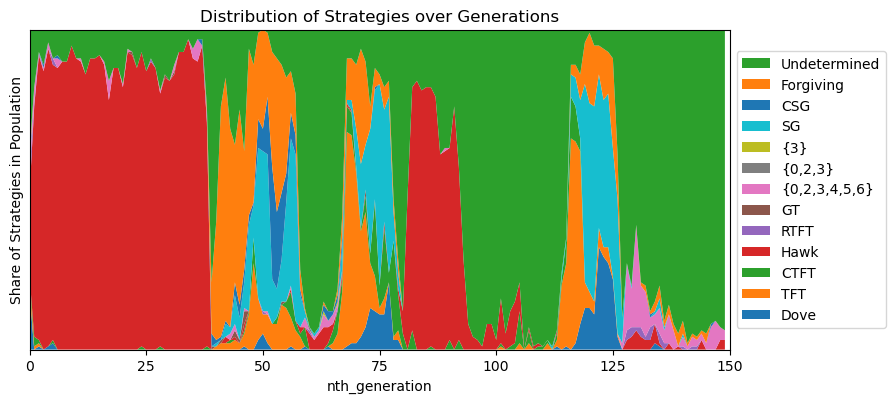 Distribution of Strategies over Generations
Share of Strategies in Population
0 25 50 75 100 125 150
nth_generation
Undetermined
Forgiving
CSG
SG
{3}
{0,2,3}
{0,2,3,4,5,6}
GT
RTFT
Hawk
CTFT
TFT
Dove